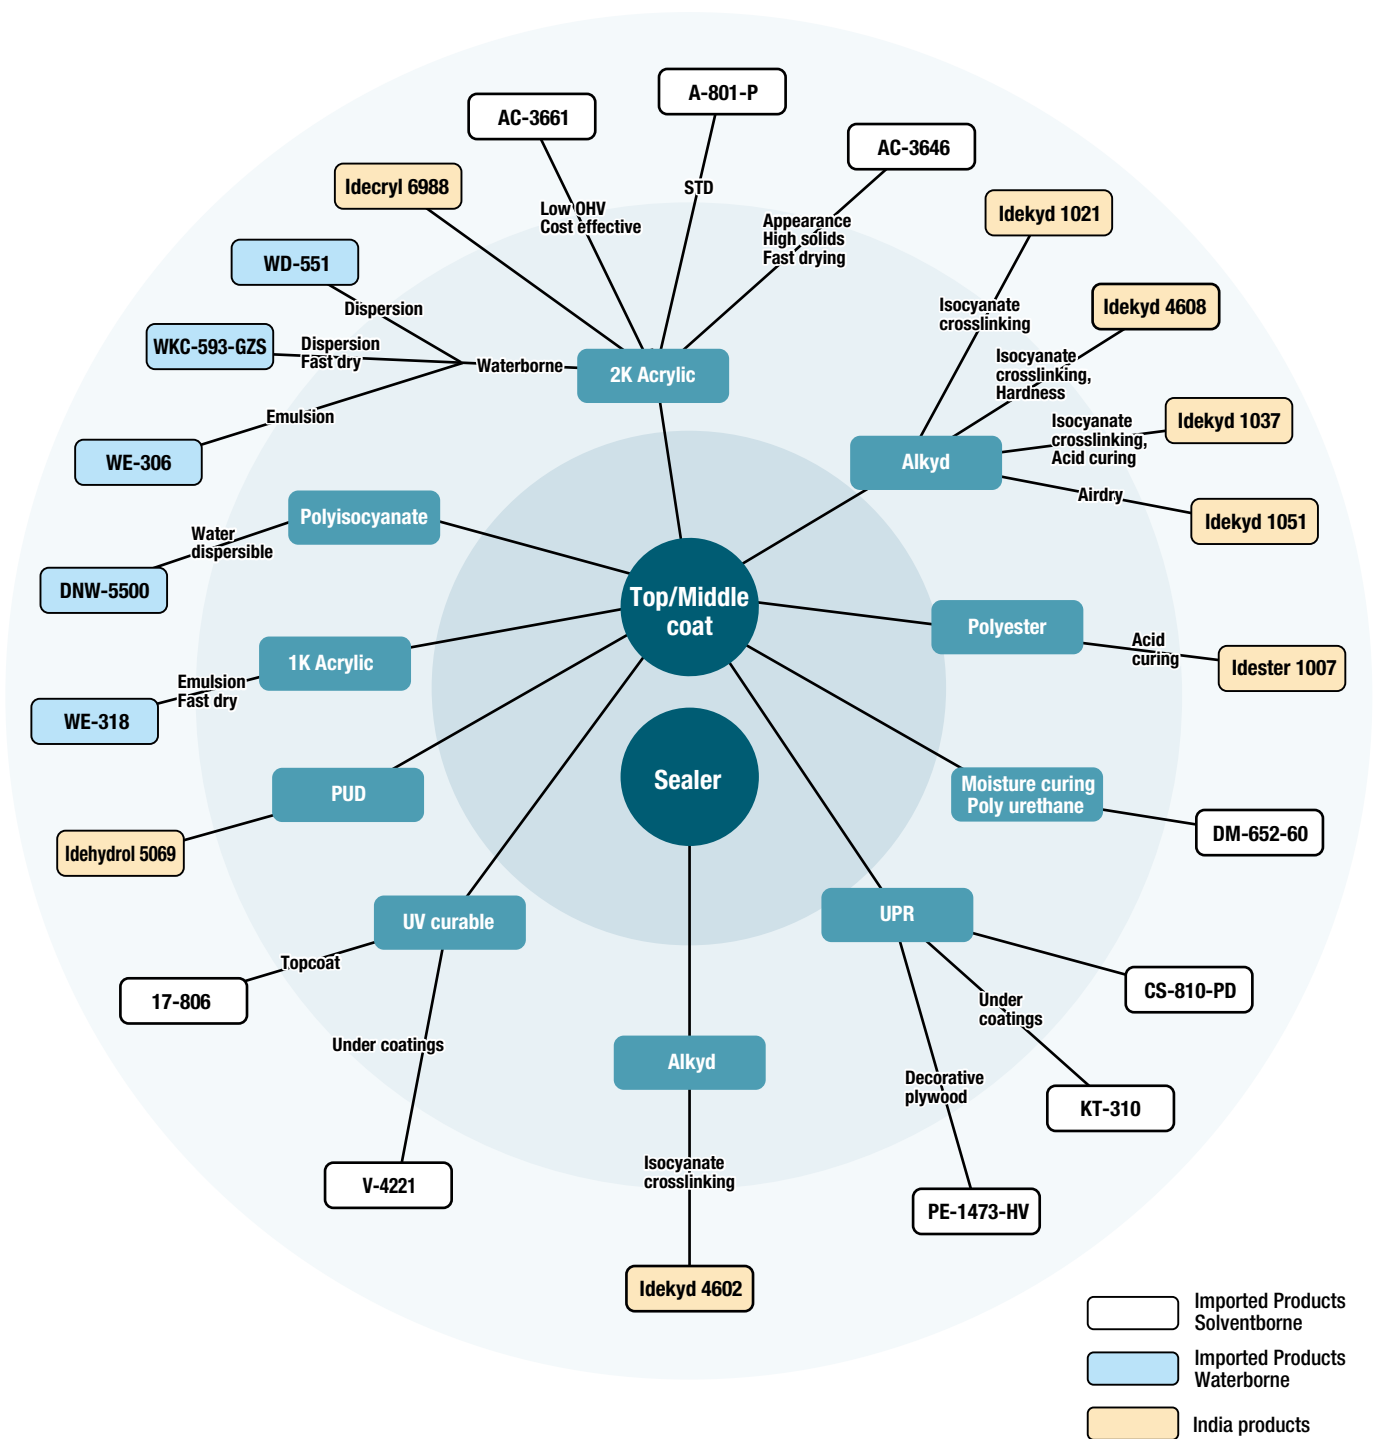 A-801-P
AC-3661
AC-3646
Idecryl 6988
STD
Low OHV
Cost effective
Appearance
High solids
Fast drying
Idekyd 1021
WD-551
Dispersion
Isocyanate
crosslinking
Idekyd 4608
WKC-593-GZS
Dispersion
Fast dry
Waterborne
2K Acrylic
Isocyanate
crosslinking,
Hardness
Emulsion
Isocyanate
crosslinking,
Acid curing
Idekyd 1037
WE-306
Alkyd
Airdry
Polyisocyanate
Idekyd 1051
Water
dispersible
DNW-5500
Top/Middle
coat
Polyester
Acid
curing
1K Acrylic
Idester 1007
Emulsion
Fast dry
WE-318
Sealer
PUD
Moisture curing
Poly urethane
DM-652-60
Idehydrol 5069
UV curable
UPR
Topcoat
17-806
CS-810-PD
Under
coatings
Under coatings
Alkyd
Decorative
plywood
KT-310
Isocyanate
crosslinking
V-4221
PE-1473-HV
Idekyd 4602
Imported Products
Solventborne
Imported Products
Waterborne
India products